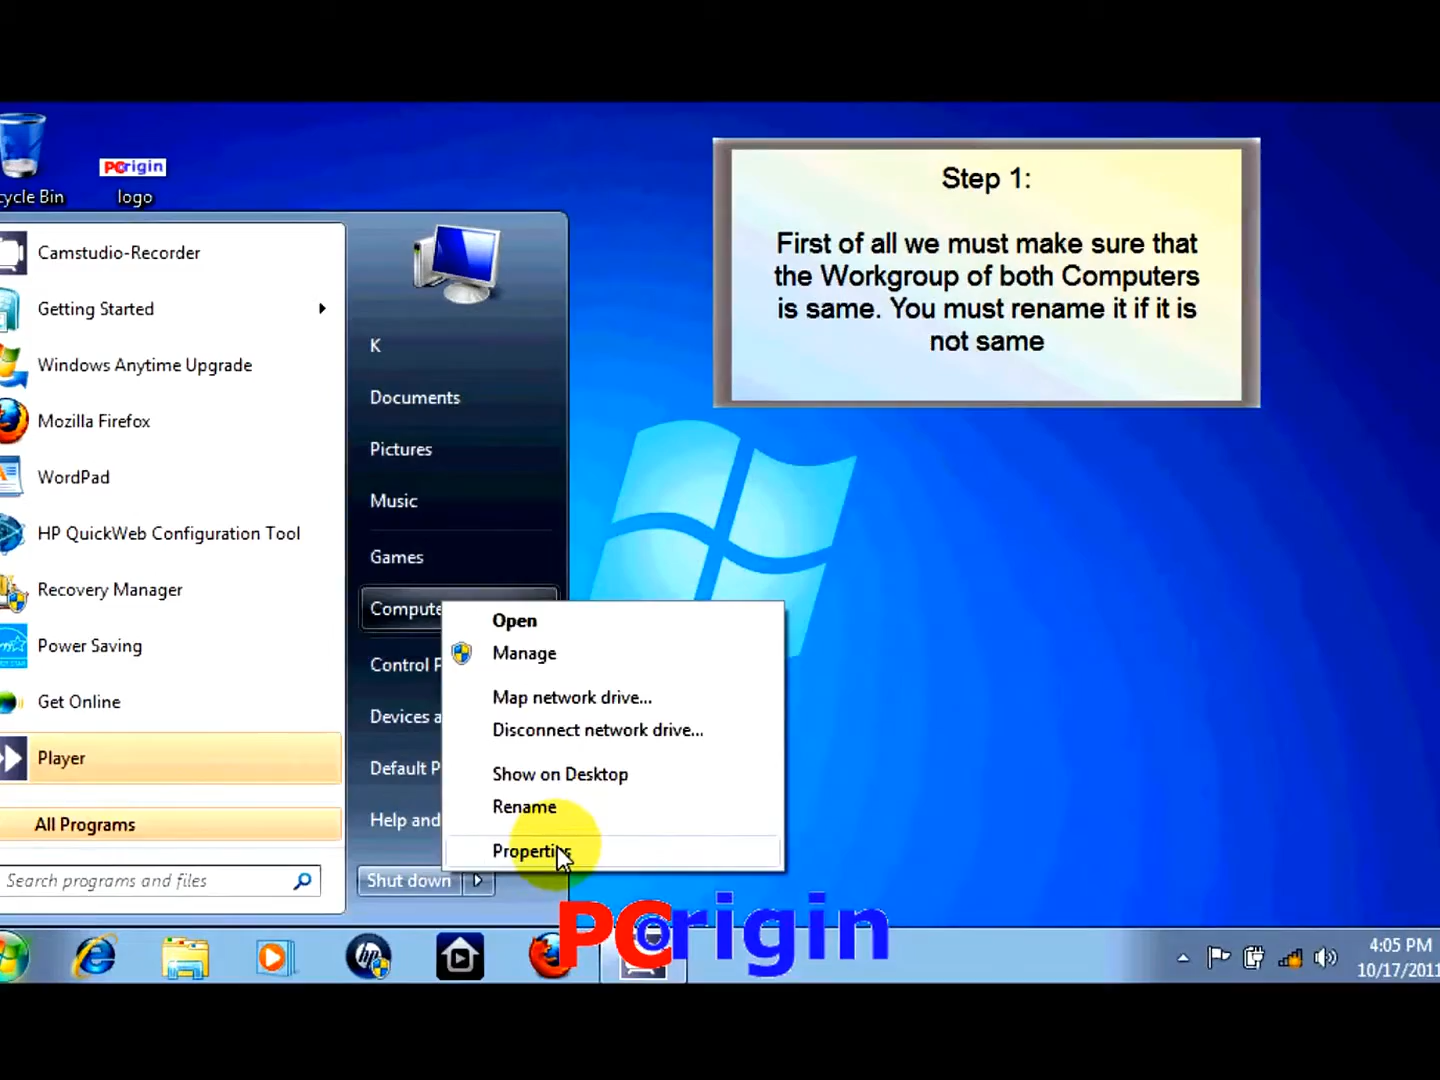 cycle Bin
PCorigin
logo
Step 1:
First of all we must make sure that
the Workgroup of both Computers
is same. You must rename it if it is
not same
Camstudio-Recorder
Getting Started
Windows Anytime Upgrade
Mozilla Firefox
WordPad
HP QuickWeb Configuration Tool
Recovery Manager
Power Saving
Get Online
Player
All Programs
Search programs and files
K
Documents
Pictures
Music
Games
Compute
Control P
Devices a
Default P
Help and
Shut down
Open
Manage
Map network drive...
Disconnect network drive...
Show on Desktop
Rename
Properties
PCorigin
hp
4:05 PM
10/17/2011